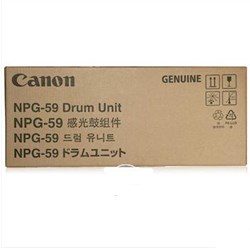 Canon
GENUINE
NPG-59 Drum Unit
NPG-59 感光鼓组件
NPG-59 드럼 유니트
NPG-59 ドラムユニット